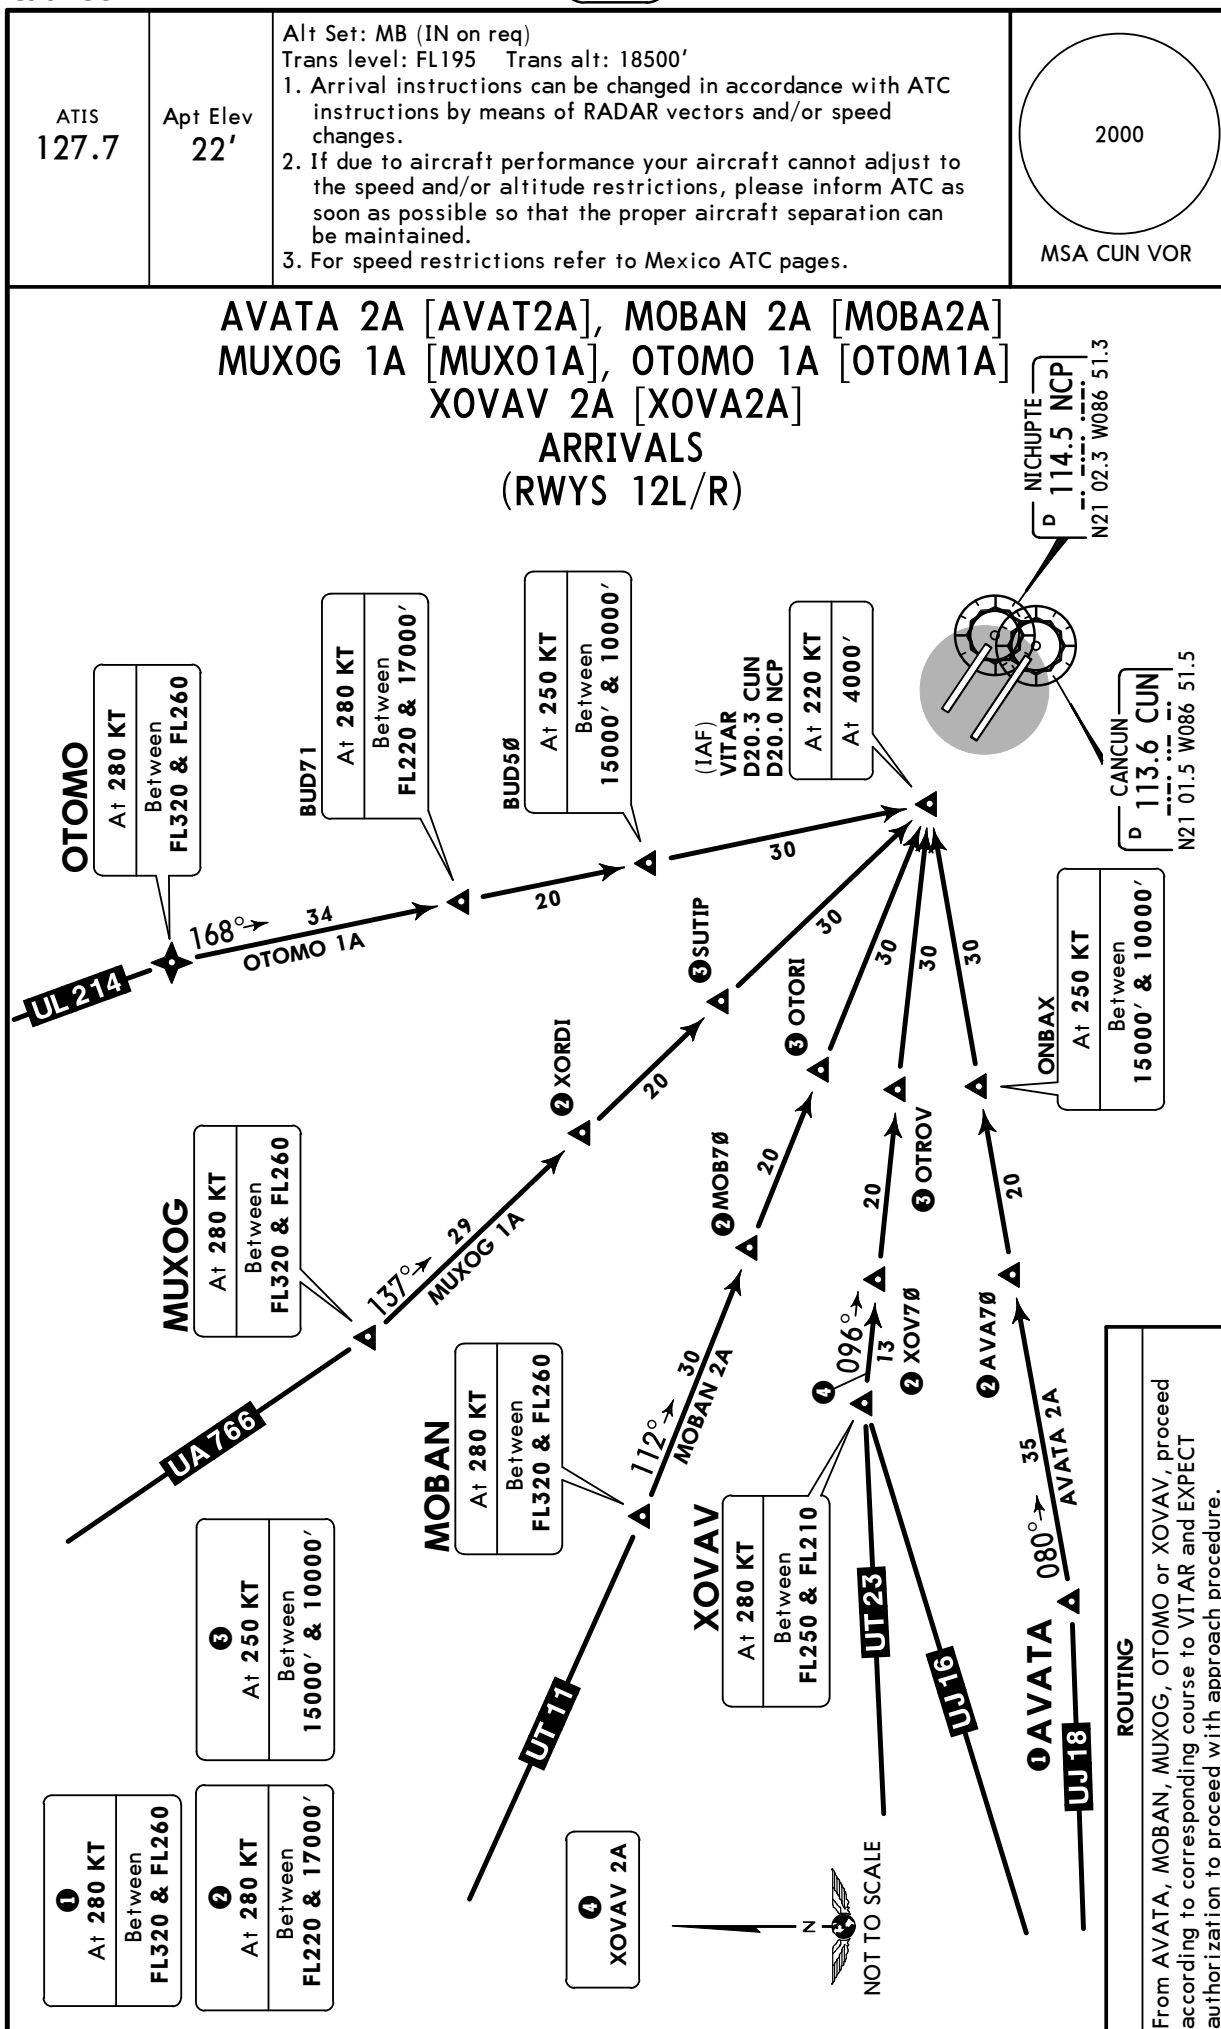 ATIS
127.7
Apt Elev
22'
Alt Set: MB (IN on req)
Trans level: FL195 Trans alt: 18500'
1. Arrival instructions can be changed in accordance with ATC
instructions by means of RADAR vectors and/or speed
changes.
2. If due to aircraft performance your aircraft cannot adjust to
the speed and/or altitude restrictions, please inform ATC as
soon as possible so that the proper aircraft separation can
be maintained.
3. For speed restrictions refer to Mexico ATC pages.
2000
MSA CUN VOR
AVATA 2A [AVAT2A], MOBAN 2A [MOBA2A]
MUXOG 1A [MUXO1A], OTOMO 1A [OTOM1A]
XOVAV 2A [XOVA2A]
ARRIVALS
(RWYS 12L/R)
NICHUPTE
D 114.5 NCP
N21 02.3 W086 51.3
CANCUN
D 113.6 CUN
N21 01.5 W086 51.5
OTOMO
At 280 KT
Between
FL320 & FL260
BUD71
At 280 KT
Between
FL220 & 17000'
BUD5Ø
At 250 KT
Between
15000' & 10000'
(IAF)
VITAR
D20.3 CUN
D20.0 NCP
At 220 KT
At 4000'
UL 214
168°
34
OTOMO 1A
20
30
MUXOG
At 280 KT
Between
FL320 & FL260
UA 766
137°
29
MUXOG 1A
2 XORDI
20
3 SUTIP
30
MOBAN
At 280 KT
Between
FL320 & FL260
UT 11
112°
30
MOBAN 2A
2 MOB7Ø
20
3 OTORI
30
XOVAV
At 280 KT
Between
FL250 & FL210
UT 23
UJ 16
4
096°
13
2 XOV7Ø
20
3 OTROV
30
1 AVATA
UJ 18
080°
35
AVATA 2A
2 AVA7Ø
20
ONBAX
At 250 KT
Between
15000' & 10000'
30
1
At 280 KT
Between
FL320 & FL260
2
At 280 KT
Between
FL220 & 17000'
3
At 250 KT
Between
15000' & 10000'
4
XOVAV 2A
N
NOT TO SCALE
ROUTING
From AVATA, MOBAN, MUXOG, OTOMO or XOVAV, proceed
according to corresponding course to VITAR and EXPECT
authorization to proceed with approach procedure.